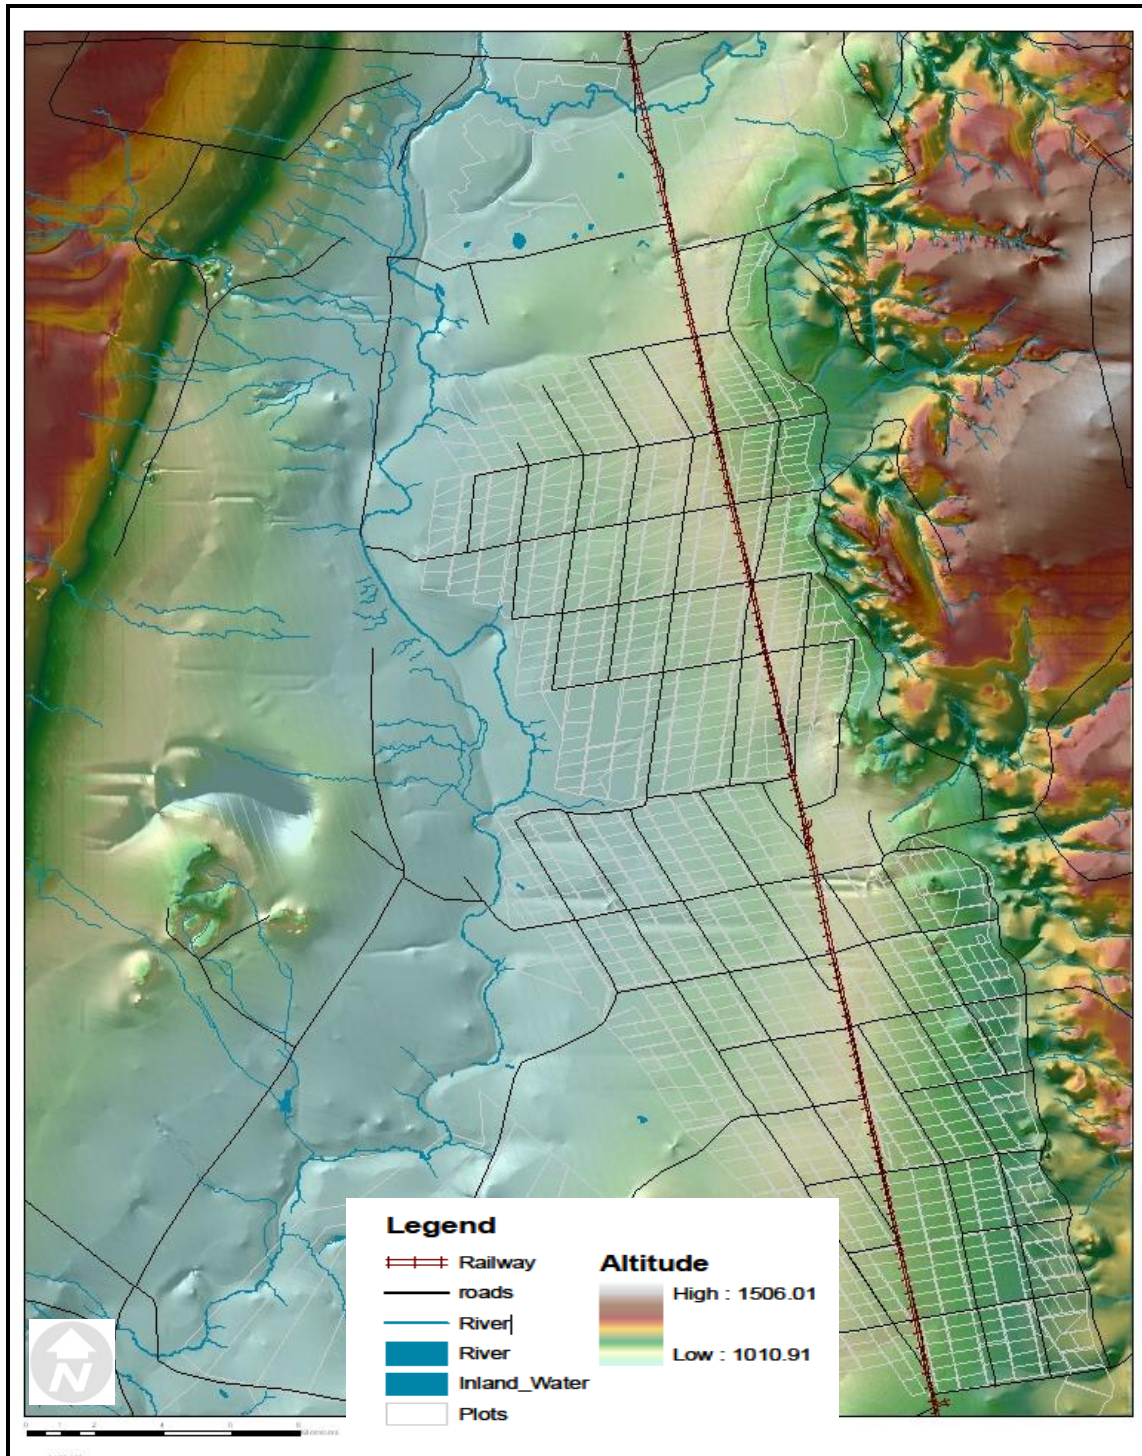 Legend
Railway
roads
River
River
Inland_Water
Plots
Altitude
High : 1506.01
Low : 1010.91
N